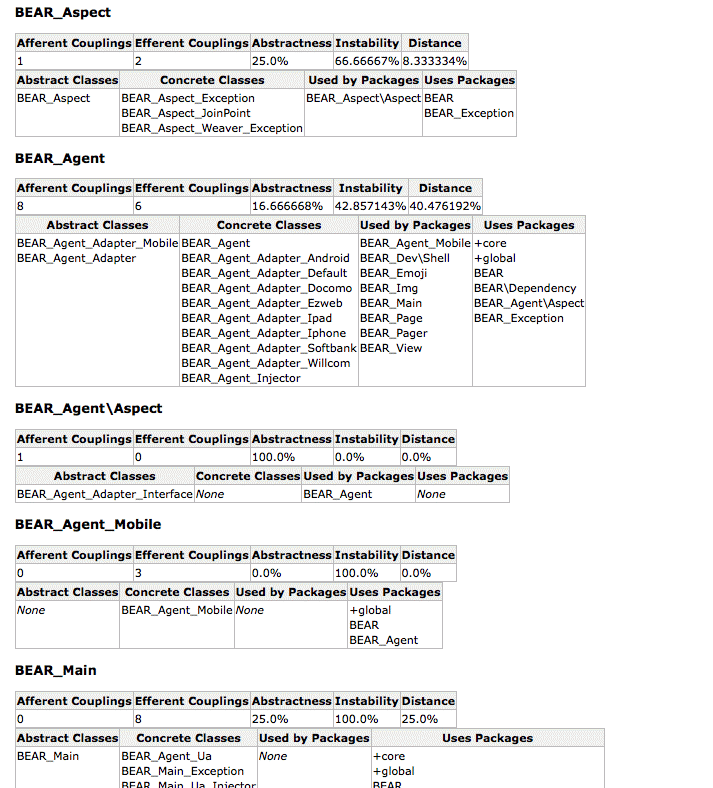 BEAR_Aspect
Afferent Couplings Efferent Couplings Abstractness Instability Distance
1 2 25.0% 66.66667% 8.333334%
Abstract Classes Concrete Classes Used by Packages Uses Packages
BEAR_Aspect BEAR_Aspect_Exception BEAR_Aspect\Aspect BEAR
BEAR_Aspect_JoinPoint BEAR_Exception
BEAR_Aspect_Weaver_Exception
BEAR_Agent
Afferent Couplings Efferent Couplings Abstractness Instability Distance
8 6 16.666668% 42.857143% 40.476192%
Abstract Classes Concrete Classes Used by Packages Uses Packages
BEAR_Agent_Adapter_Mobile BEAR_Agent BEAR_Agent_Mobile +core
BEAR_Agent_Adapter BEAR_Agent_Adapter_Android BEAR_Dev\Shell +global
BEAR_Agent_Adapter_Default BEAR_Emoji BEAR
BEAR_Agent_Adapter_Docomo BEAR_Img BEAR\Dependency
BEAR_Agent_Adapter_Ezweb BEAR_Main BEAR_Agent\Aspect
BEAR_Agent_Adapter_Ipad BEAR_Page BEAR_Exception
BEAR_Agent_Adapter_Iphone BEAR_Pager
BEAR_Agent_Adapter_Softbank BEAR_View
BEAR_Agent_Adapter_Willcom
BEAR_Agent_Injector
BEAR_Agent\Aspect
Afferent Couplings Efferent Couplings Abstractness Instability Distance
1 0 100.0% 0.0% 0.0%
Abstract Classes Concrete Classes Used by Packages Uses Packages
BEAR_Agent_Adapter_Interface None BEAR_Agent None
BEAR_Agent_Mobile
Afferent Couplings Efferent Couplings Abstractness Instability Distance
0 3 0.0% 100.0% 0.0%
Abstract Classes Concrete Classes Used by Packages Uses Packages
None BEAR_Agent_Mobile None +global
BEAR
BEAR_Agent
BEAR_Main
Afferent Couplings Efferent Couplings Abstractness Instability Distance
0 8 25.0% 100.0% 25.0%
Abstract Classes Concrete Classes Used by Packages Uses Packages
BEAR_Main BEAR_Agent_Ua None +core
BEAR_Main_Exception +global
BEAR_Main_Ua_Injector BEAR